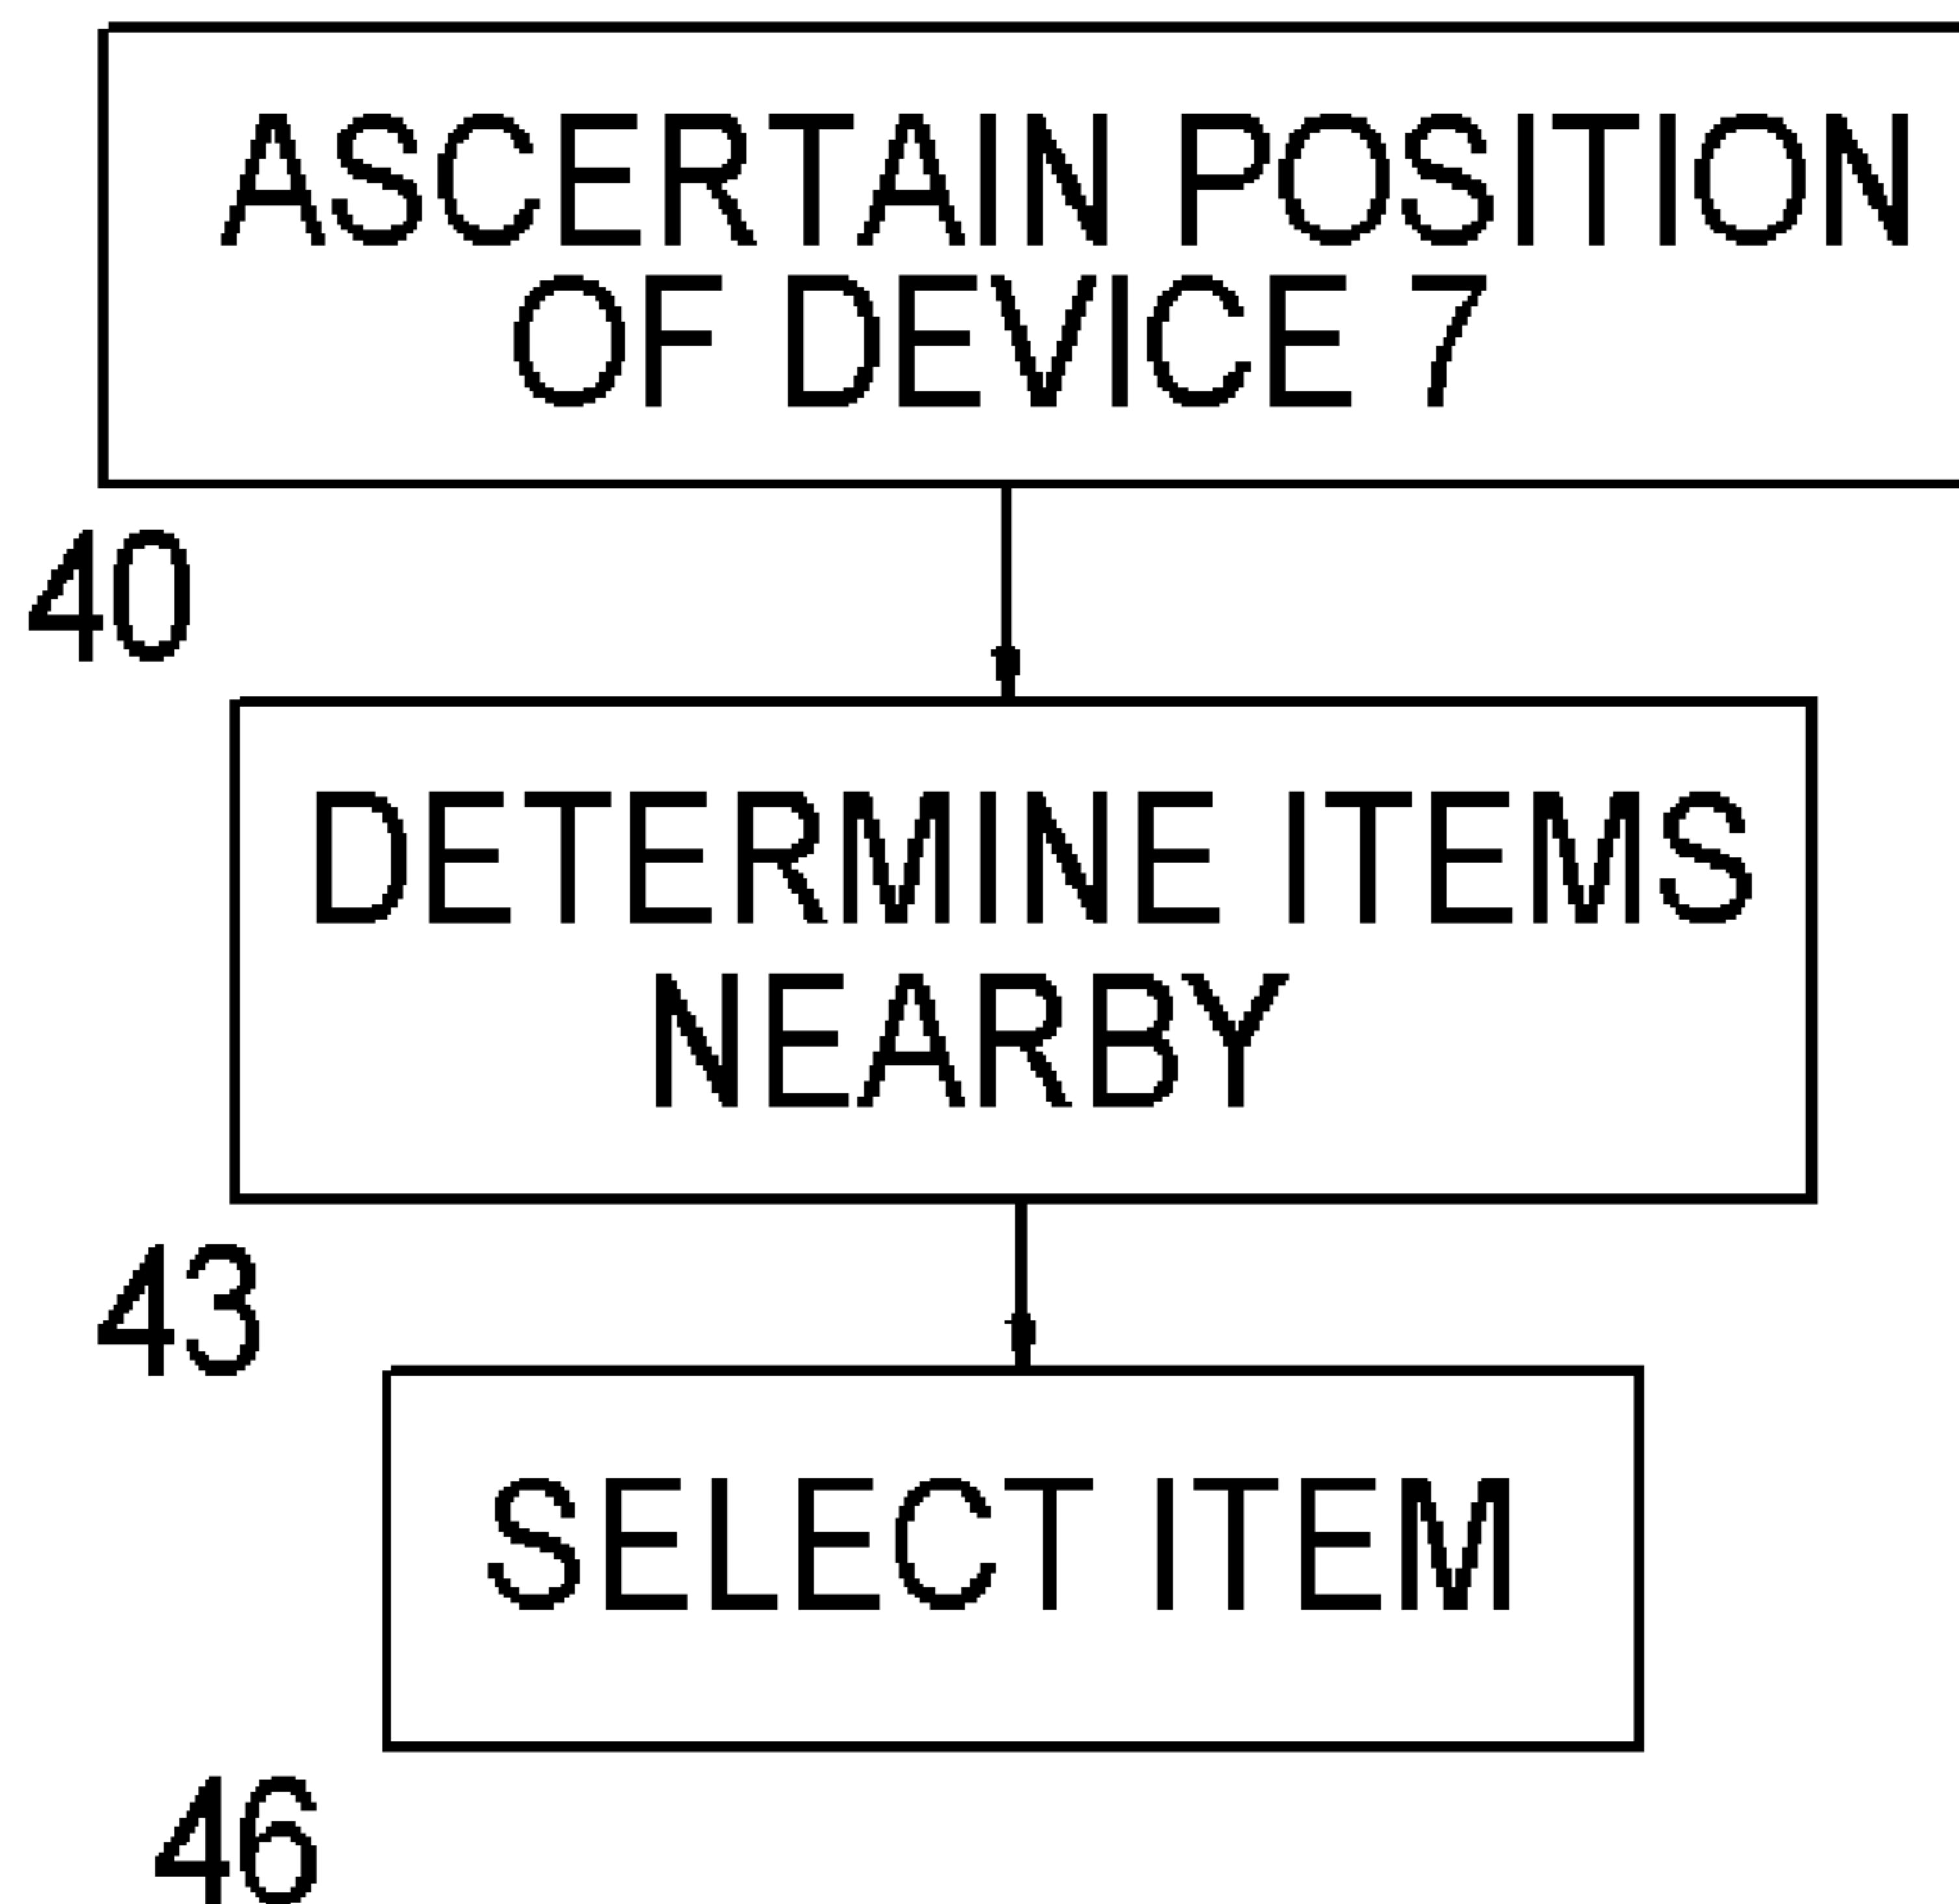 ASCERTAIN POSITION
OF DEVICE 7
40
DETERMINE ITEMS
NEARBY
43
SELECT ITEM
46